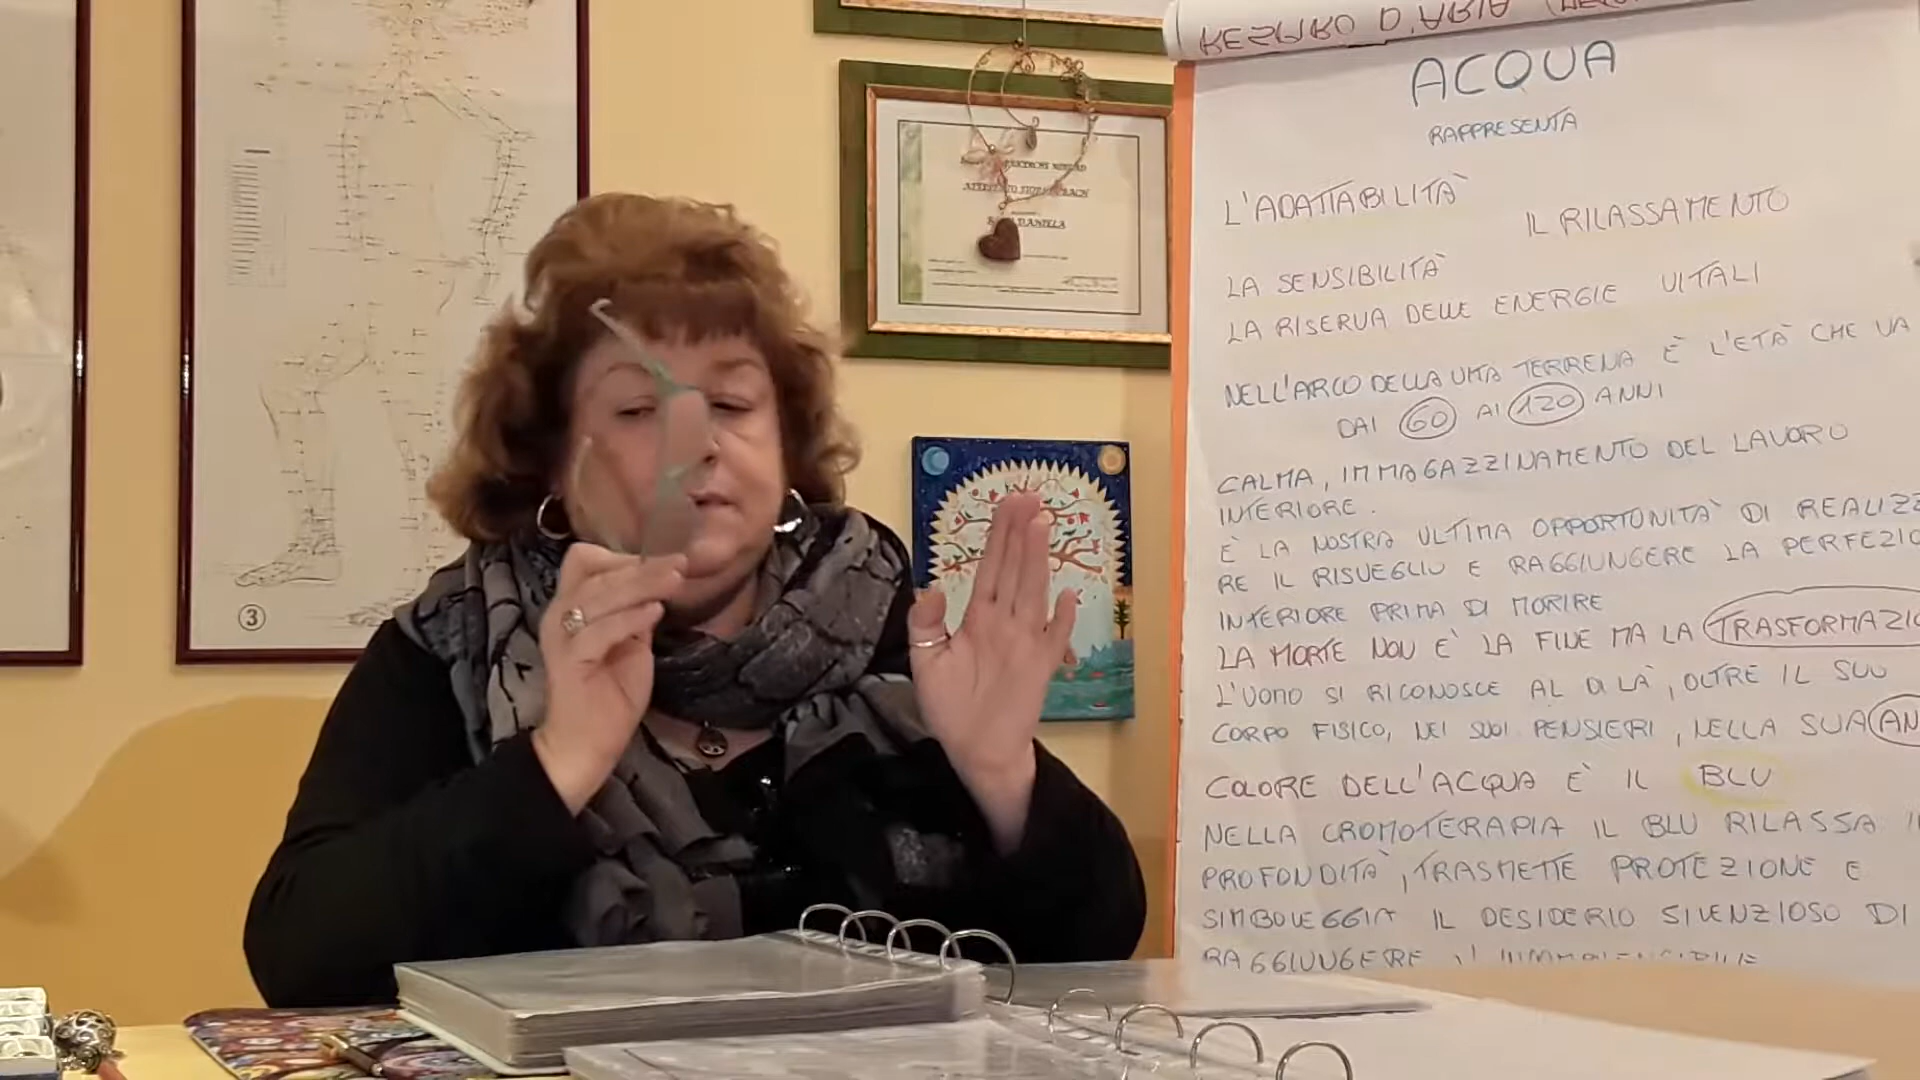 ACQUA
RAPPRESENTA
L'ADATTABILITÀ
IL RILASSAMENTO
LA SENSIBILITÀ
LA RISERVA DELLE ENERGIE VITALI
NELL'ARCO DELLA VITA TERRENA È L'ETÀ CHE VA
DAI 60 AI 120 ANNI
CALMA, IMMAGAZZINAMENTO DEL LAVORO
INTERIORE.
È LA NOSTRA ULTIMA OPPORTUNITÀ DI REALIZZ
RE IL RISVEGLIO E RAGGIUNGERE LA PERFEZIO
INTERIORE PRIMA DI MORIRE
LA MORTE NON È LA FINE MA LA TRASFORMAZIO
L'UOMO SI RICONOSCE AL DI LÀ, OLTRE IL SUO
CORPO FISICO, NEI SUOI PENSIERI, NELLA SUA AN
COLORE DELL'ACQUA È IL BLU
NELLA CROMOTERAPIA IL BLU RILASSA I
PROFONDITÀ, TRASMETTE PROTEZIONE E
SIMBOLEGGIA IL DESIDERIO SILENZIOSO DI
RAGGIUNGERE
DANIELA
3